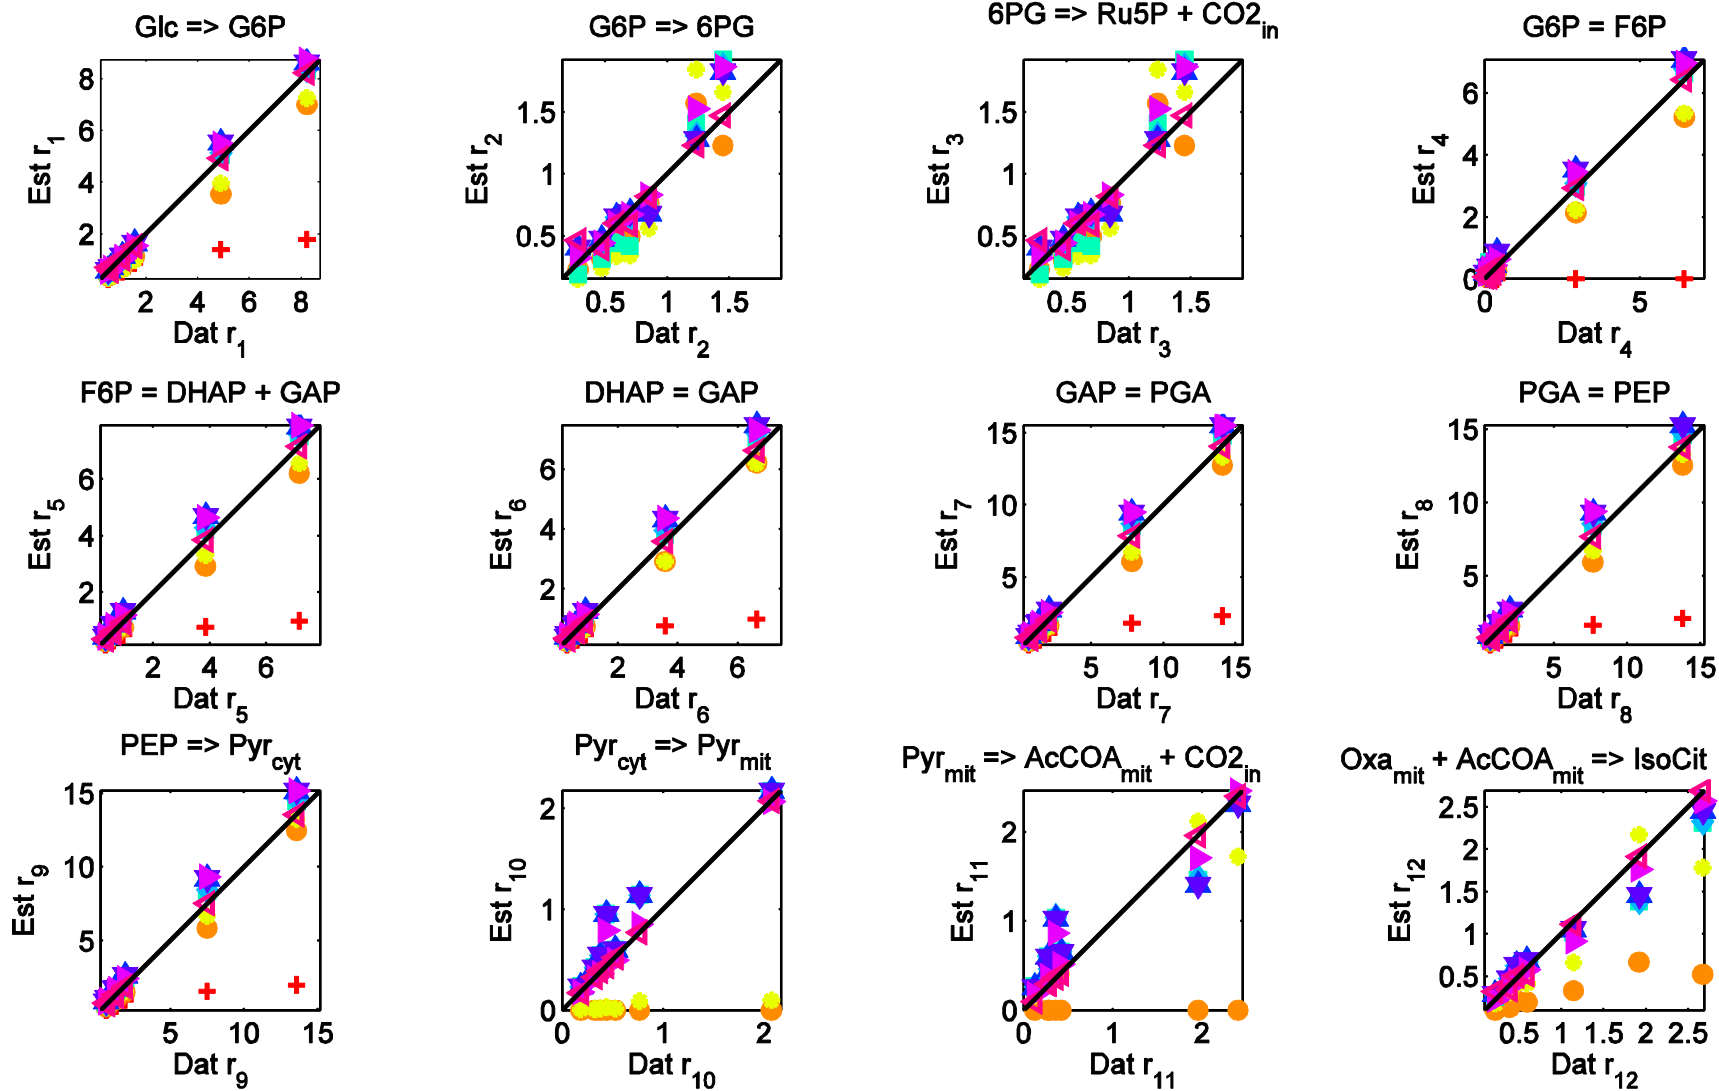 Glc => G6P
G6P => 6PG
6PG => Ru5P + CO2in
G6P = F6P
Est r1
8
6
4
2
2 4 6 8
Dat r1
Est r2
1.5
1
0.5
0.5 1 1.5
Dat r2
Est r3
1.5
1
0.5
0.5 1 1.5
Dat r3
Est r4
6
4
2
0
0 5
Dat r4
F6P = DHAP + GAP
DHAP = GAP
GAP = PGA
PGA = PEP
Est r5
6
4
2
2 4 6
Dat r5
Est r6
6
4
2
2 4 6
Dat r6
Est r7
15
10
5
5 10 15
Dat r7
Est r8
15
10
5
5 10 15
Dat r8
PEP => Pyrcyt
Pyrcyt => Pyrmit
Pyrmit => AcCOAmit + CO2in
Oxamit + AcCOAmit => IsoCit
Est r9
15
10
5
5 10 15
Dat r9
Est r10
2
1
0
0 1 2
Dat r10
Est r11
2
1
0
0 1 2
Dat r11
Est r12
2.5
2
1.5
1
0.5
0.5 1 1.5 2 2.5
Dat r12